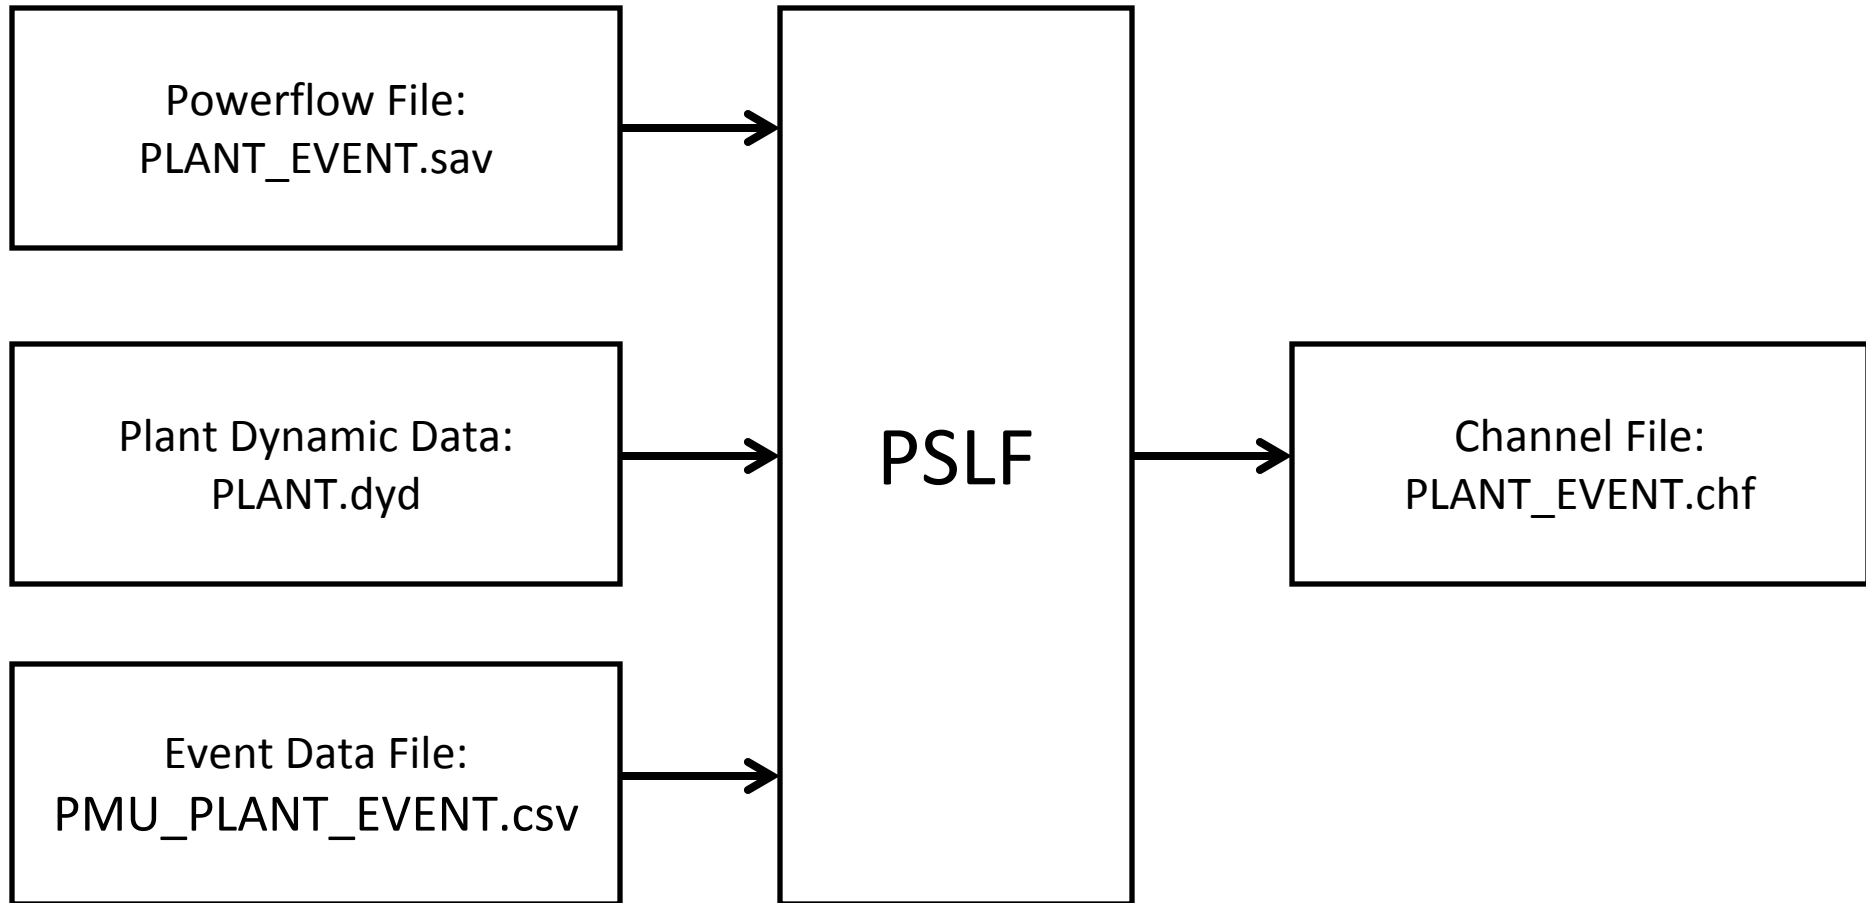 Powerflow File:
PLANT_EVENT.sav
Plant Dynamic Data:
PLANT.dyd
Event Data File:
PMU_PLANT_EVENT.csv
PSLF
Channel File:
PLANT_EVENT.chf